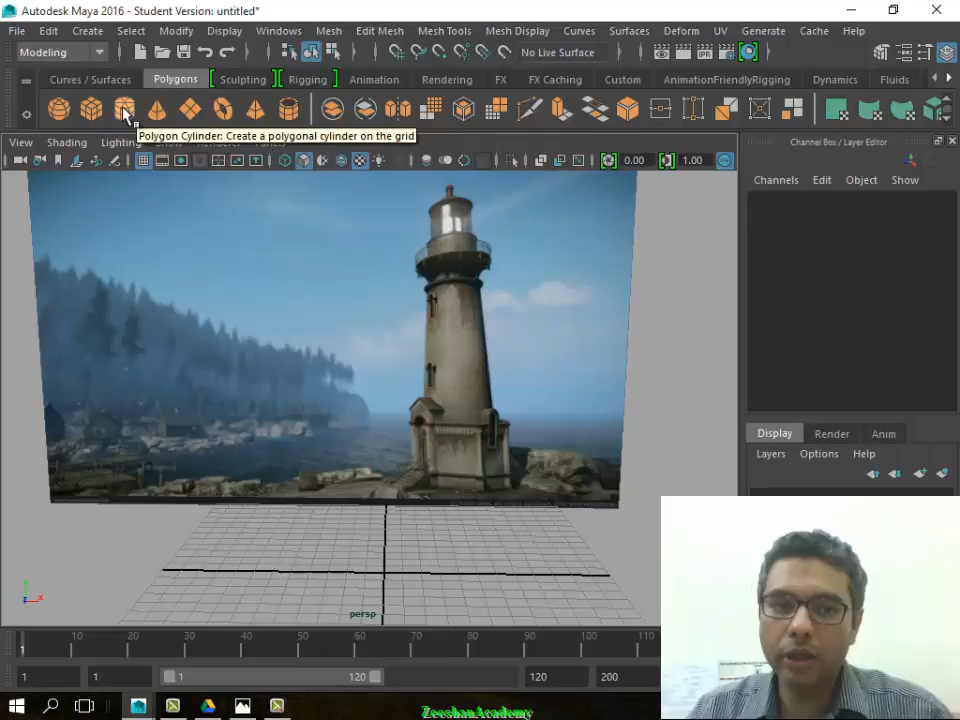 Autodesk Maya 2016 - Student Version: untitled*
File Edit Create Select Modify Display Windows Mesh Edit Mesh Mesh Tools Mesh Display Curves Surfaces Deform UV Generate Cache Help
Modeling No Live Surface
Curves / Surfaces Polygons Sculpting Rigging Animation Rendering FX FX Caching Custom AnimationFriendlyRigging Dynamics Fluids
Polygon Cylinder: Create a polygonal cylinder on the grid
View Shading Lighting
Channel Box / Layer Editor
0.00 1.00
Channels Edit Object Show
Display Render Anim
Layers Options Help
persp
1 10 20 30 40 50 60 70 80 90 100 110
1 1 1 120 120 200
ZeeshanAcademy